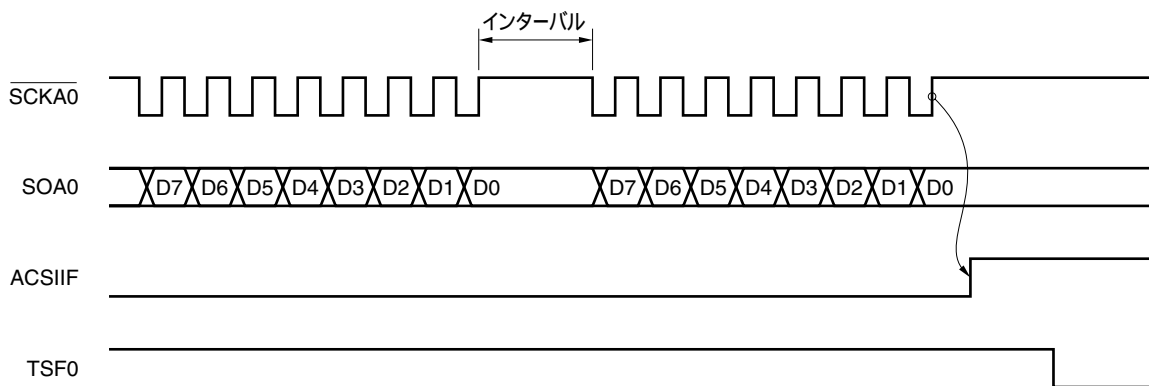 インターバル
SCKA0
SOA0 D7 D6 D5 D4 D3 D2 D1 D0 D7 D6 D5 D4 D3 D2 D1 D0
ACSIIF
TSF0